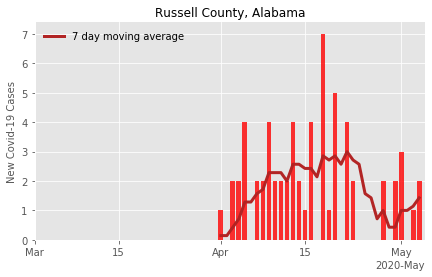 Russell County, Alabama
7 day moving average
New Covid-19 Cases
7
6
5
4
3
2
1
0
Mar 15 Apr 15 May
2020-May